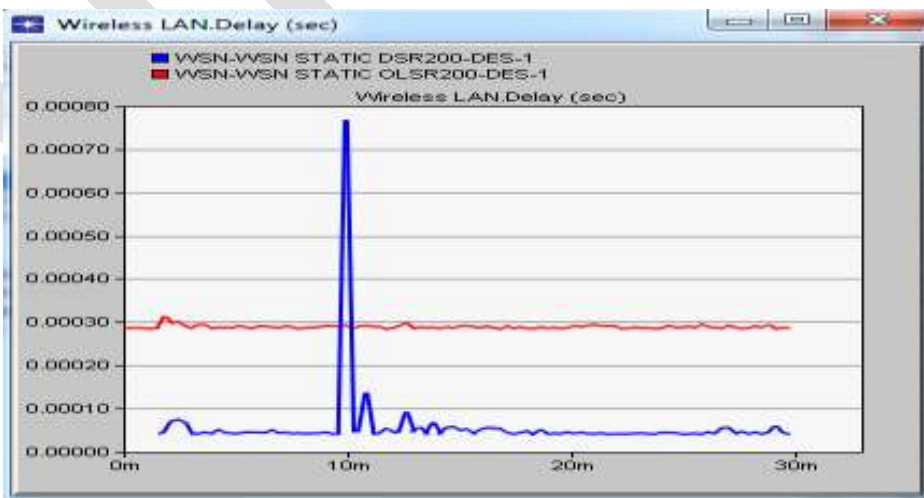 Wireless LAN.Delay (sec)
WSN-WSN STATIC DSR200-DES-1
WSN-WSN STATIC OLSR200-DES-1
Wireless LAN.Delay (sec)
0.00080
0.00070
0.00060
0.00050
0.00040
0.00030
0.00020
0.00010
0.00000
0m 10m 20m 30m